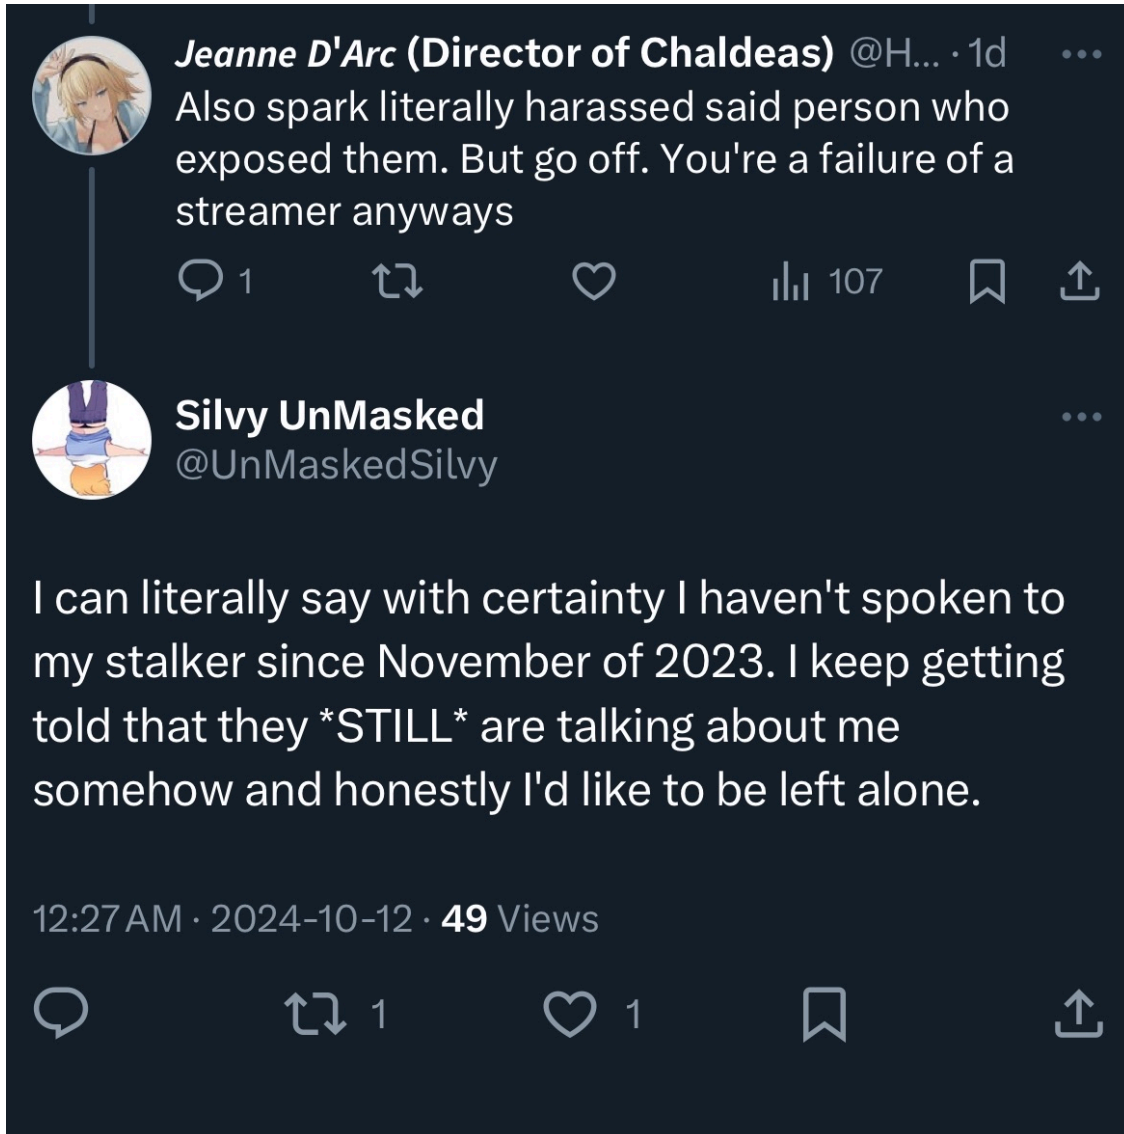 Jeanne D'Arc (Director of Chaldeas) @H... · 1d
Also spark literally harassed said person who
exposed them. But go off. You're a failure of a
streamer anyways
1 107
Silvy UnMasked
@UnMaskedSilvy
I can literally say with certainty I haven't spoken to
my stalker since November of 2023. I keep getting
told that they *STILL* are talking about me
somehow and honestly I'd like to be left alone.
12:27 AM · 2024-10-12 · 49 Views
1 1